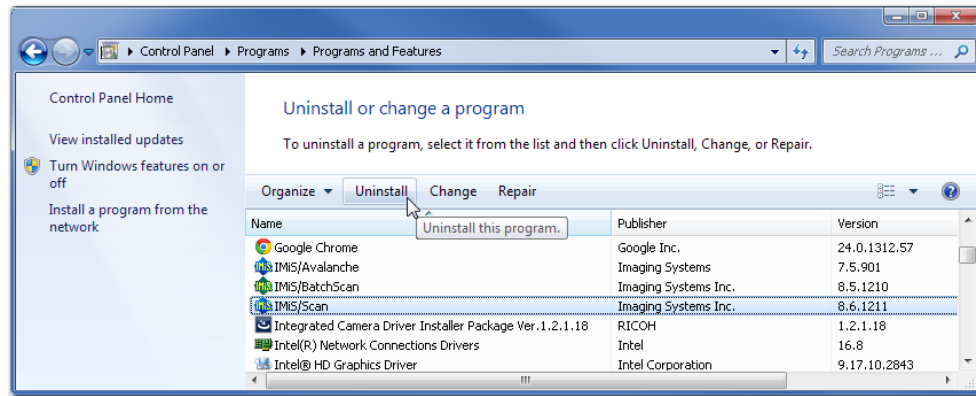 Control Panel Programs Programs and Features Search Programs ...
Control Panel Home
View installed updates
Turn Windows features on or
off
Install a program from the
network
Uninstall or change a program
To uninstall a program, select it from the list and then click Uninstall, Change, or Repair.
Organize Uninstall Change Repair
Uninstall this program.
Name Publisher Version
Google Chrome Google Inc. 24.0.1312.57
IMiS/Avalanche Imaging Systems 7.5.901
IMiS/BatchScan Imaging Systems Inc. 8.5.1210
IMiS/Scan Imaging Systems Inc. 8.6.1211
Integrated Camera Driver Installer Package Ver.1.2.1.18 RICOH 1.2.1.18
Intel(R) Network Connections Drivers Intel 16.8
Intel® HD Graphics Driver Intel Corporation 9.17.10.2843